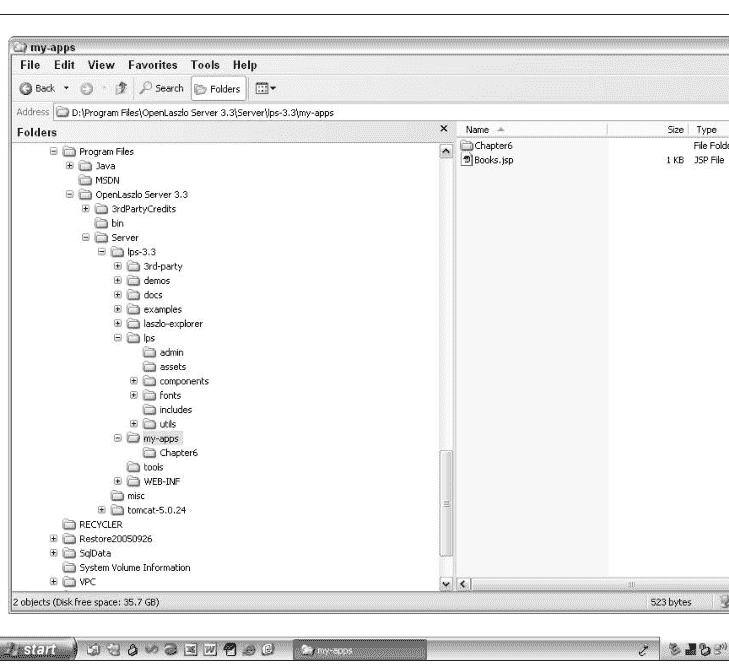 my-apps
File Edit View Favorites Tools Help
Back Search Folders
Address D:\Program Files\OpenLaszlo Server 3.3\Server\lps-3.3\my-apps
Folders × Name Size Type
Program Files
Java
MSDN
OpenLaszlo Server 3.3
3rdPartyCredits
bin
Server
lps-3.3
3rd-party
demos
docs
examples
laszlo-explorer
lps
admin
assets
components
fonts
includes
utils
my-apps
Chapter6
tools
WEB-INF
misc
tomcat-5.0.24
RECYCLER
Restore20050926
SqlData
System Volume Information
VPC
Chapter6 File Folde
Books.jsp 1 KB JSP File
2 objects (Disk free space: 35.7 GB) 523 bytes
start my-apps